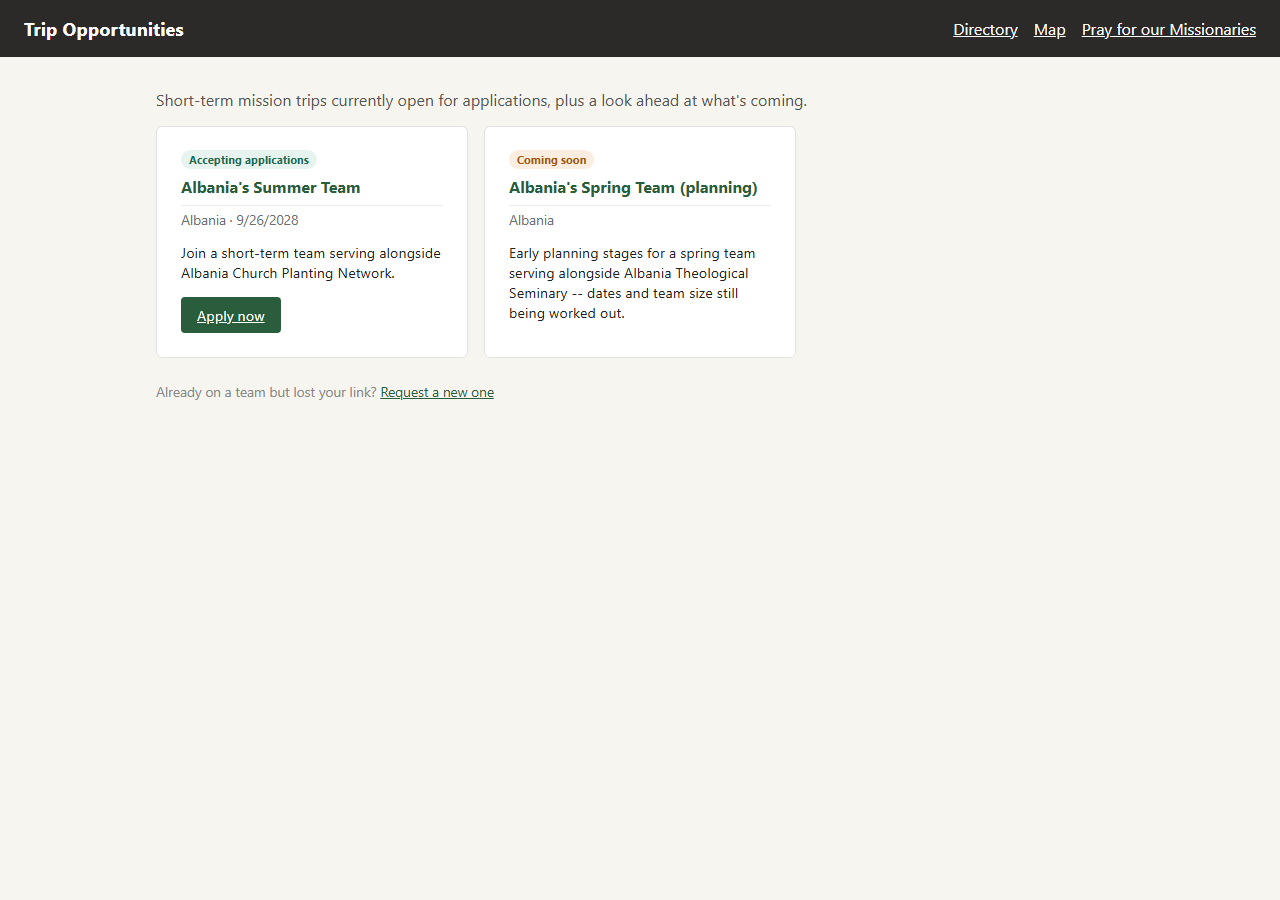 Trip Opportunities
Directory Map Pray for our Missionaries
Short-term mission trips currently open for applications, plus a look ahead at what's coming.
Accepting applications
Albania's Summer Team
Albania · 9/26/2028
Join a short-term team serving alongside
Albania Church Planting Network.
Apply now
Coming soon
Albania's Spring Team (planning)
Albania
Early planning stages for a spring team
serving alongside Albania Theological
Seminary -- dates and team size still
being worked out.
Already on a team but lost your link? Request a new one